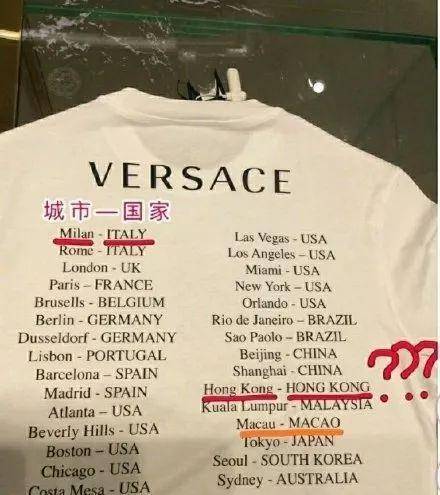 VERSACE
城市—国家
Milan - ITALY
Rome - ITALY
London - UK
Paris – FRANCE
Brusells - BELGIUM
Berlin - GERMANY
Dusseldorf - GERMANY
Lisbon - PORTUGAL
Barcelona – SPAIN
Madrid - SPAIN
Atlanta – USA
Beverly Hills - USA
Boston – USA
Chicago - USA
Costa Mesa - USA
Las Vegas - USA
Los Angeles – USA
Miami - USA
New York – USA
Orlando - USA
Rio de Janeiro – BRAZIL
Sao Paolo – BRAZIL
Beijing - CHINA
Shanghai - CHINA
Hong Kong - HONG KONG
???
Kuala Lumpur - MALAYSIA
Macau - MACAO
Tokyo - JAPAN
Seoul - SOUTH KOREA
Sydney - AUSTRALIA